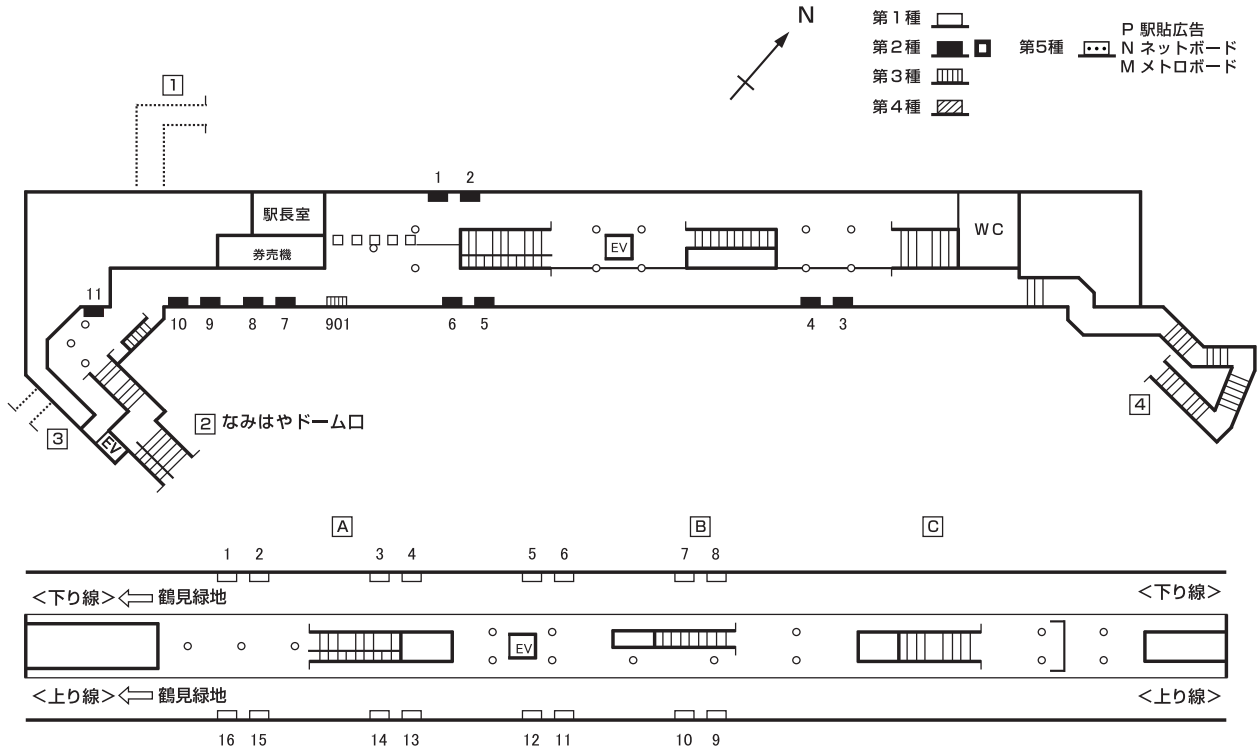 N
第1種
第2種
第3種
第4種
第5種
P 駅貼広告
N ネットボード
M メトロボード
1
1 2
駅長室
券売機
EV
WC
11
10 9 8 7 901 6 5 4 3
2 なみはやドーム口
3
EV
4
A B C
1 2 3 4 5 6 7 8
<下り線> 鶴見緑地 <下り線>
EV
<上り線> 鶴見緑地 <上り線>
16 15 14 13 12 11 10 9